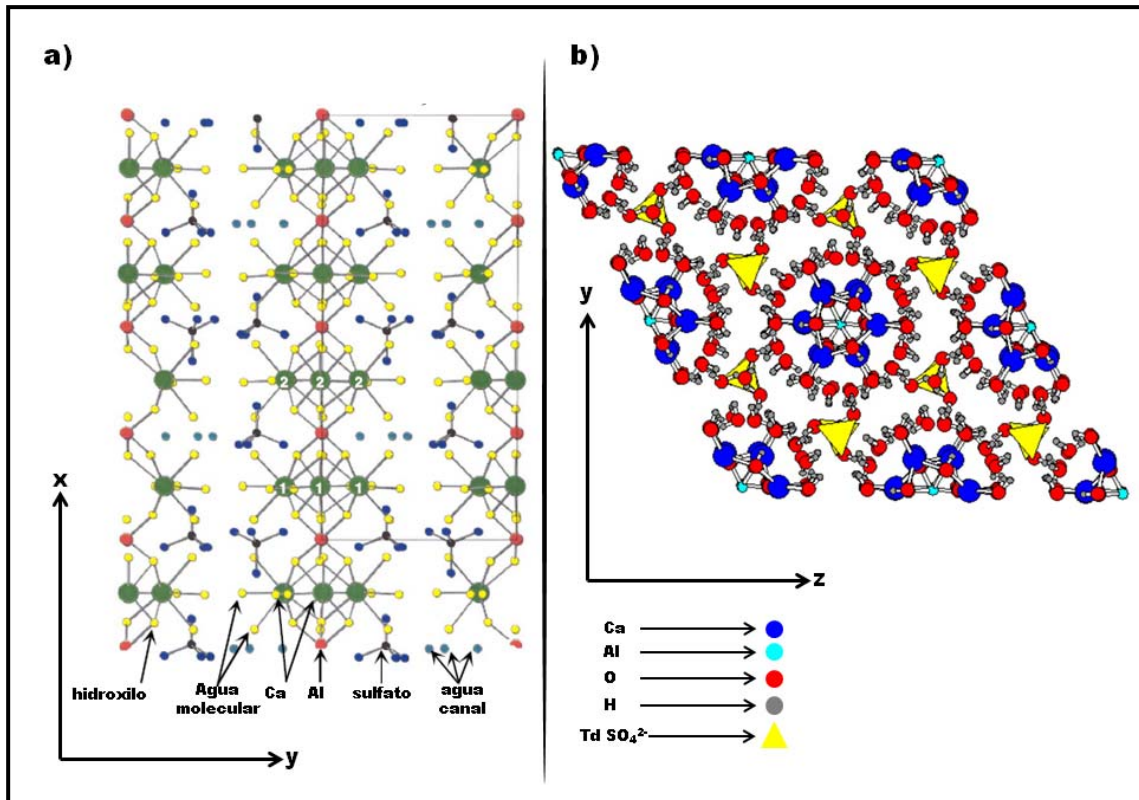 a)
b)
2 2 2
1 1 1
x
y
hidroxilo
Agua
molecular
Ca
Al
sulfato
agua
canal
y
z
Ca
Al
O
H
Td SO₄²⁻